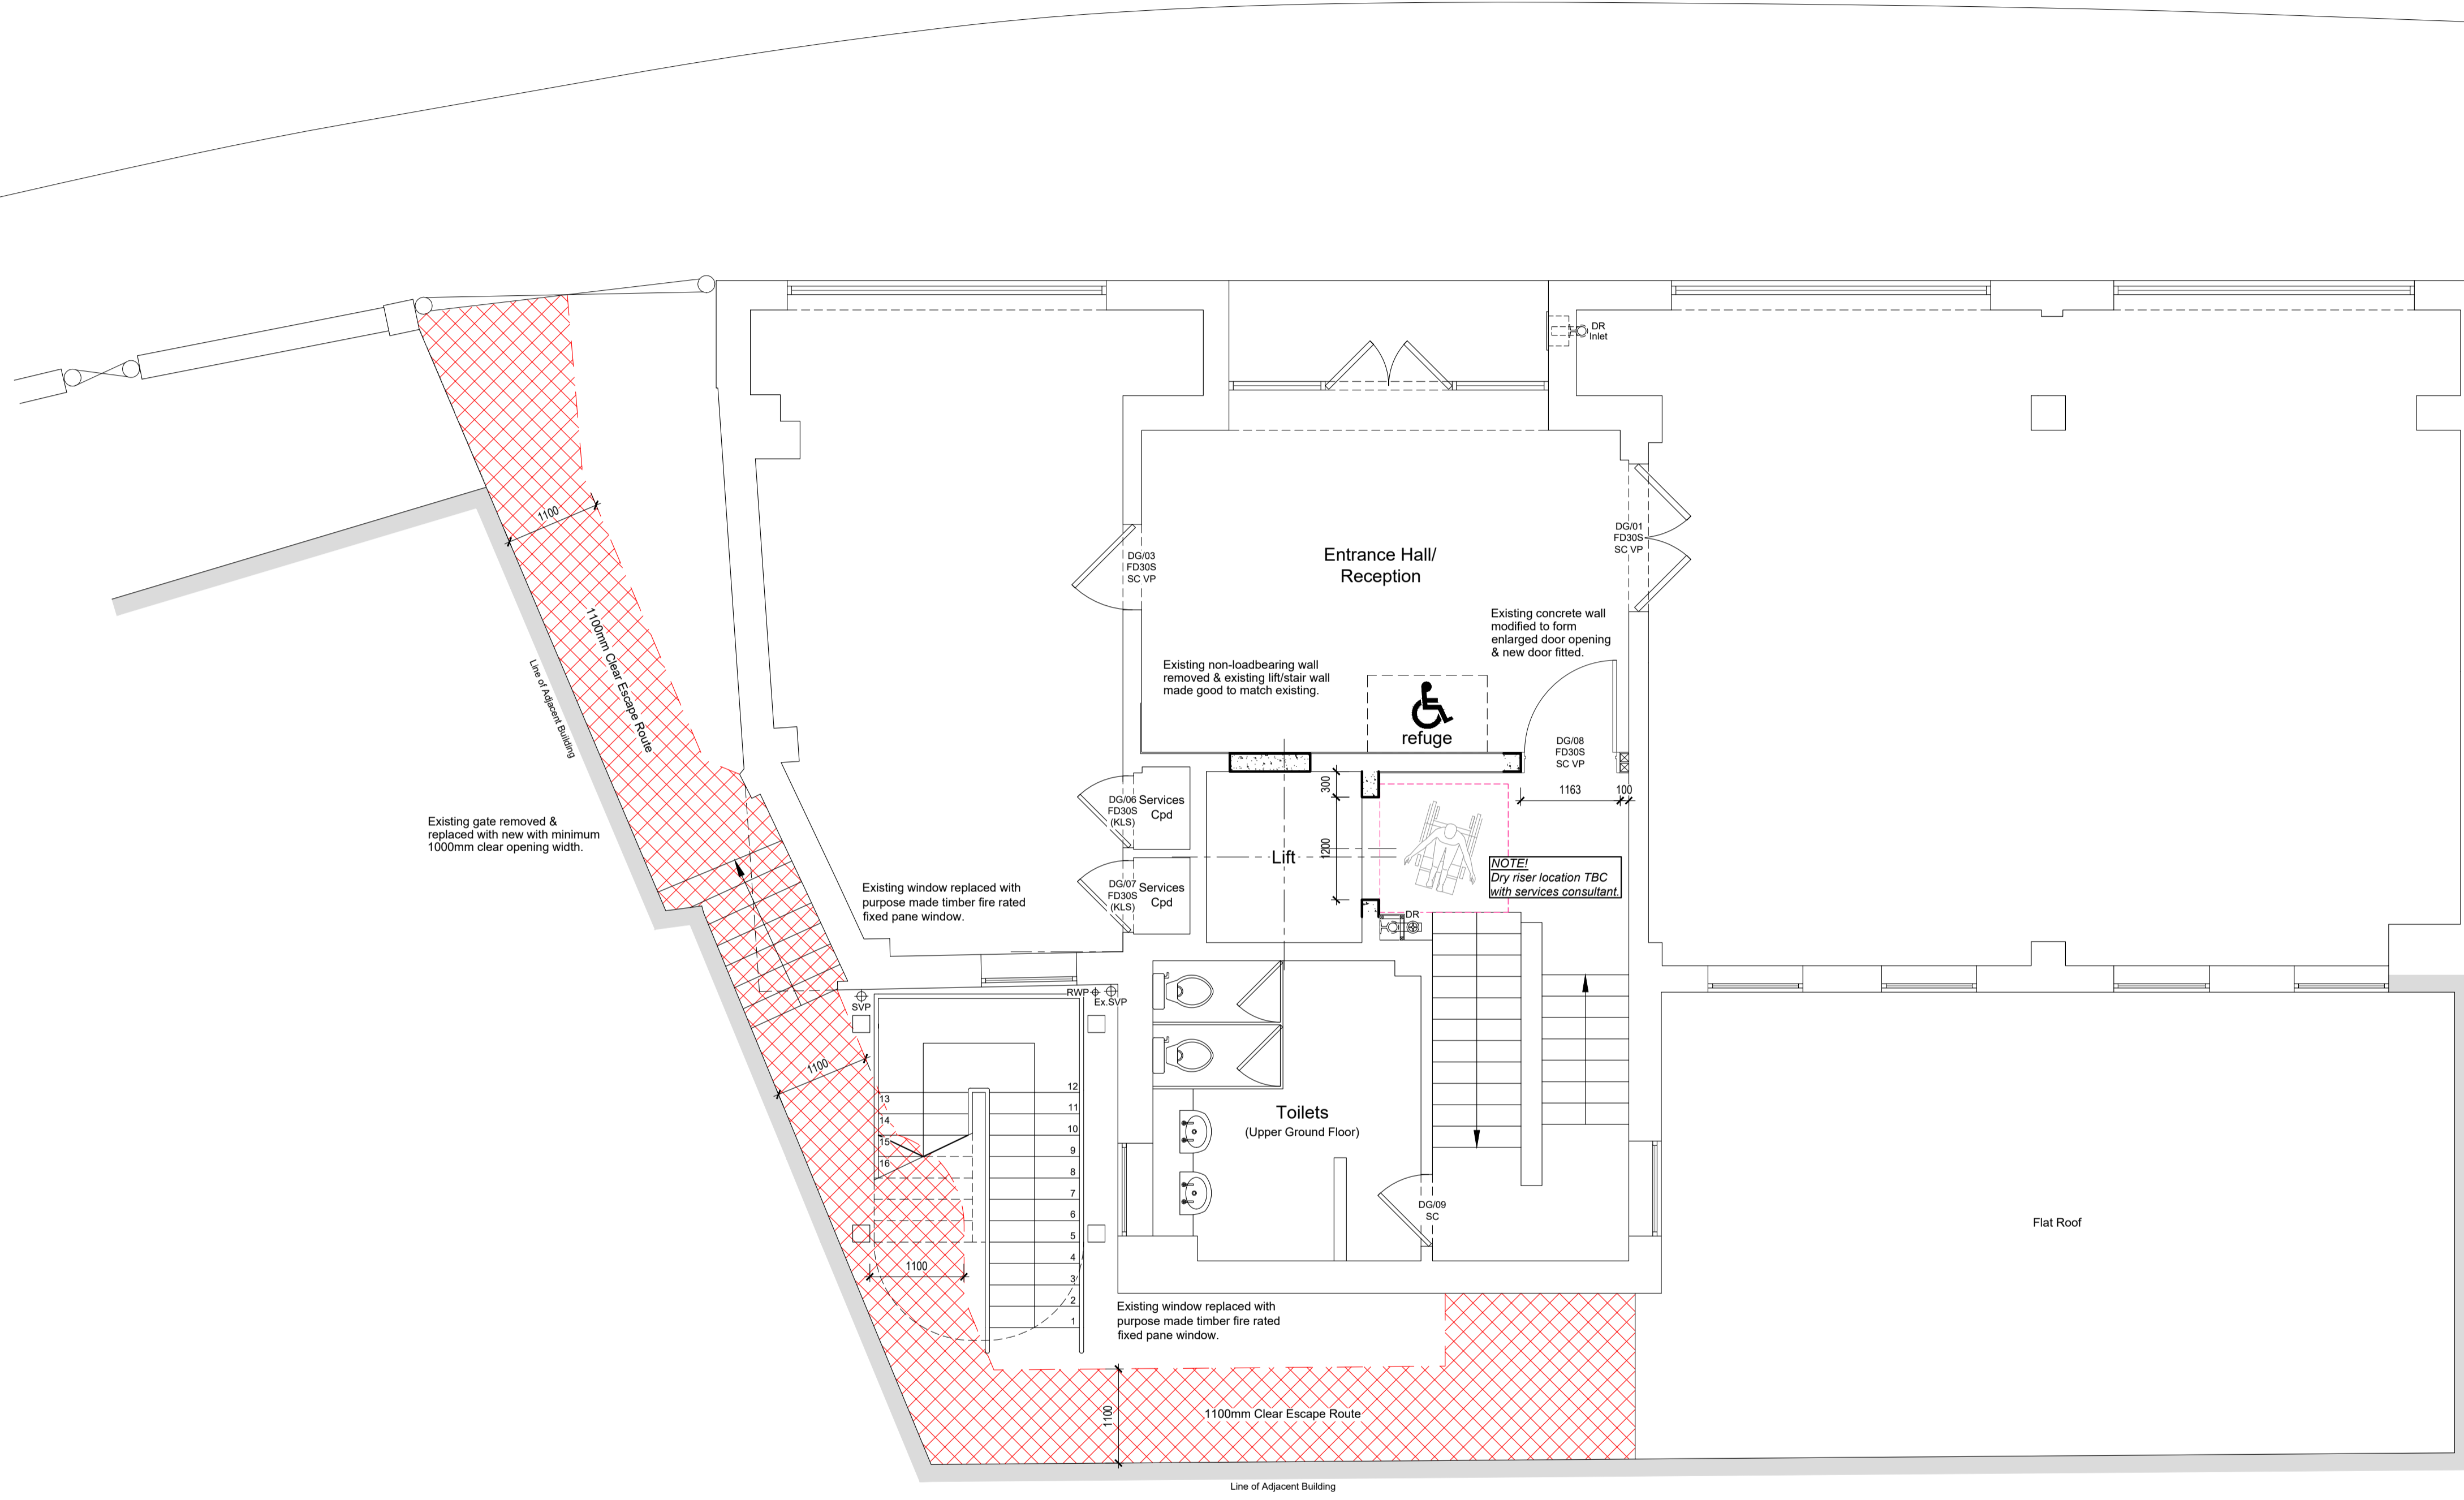 DR
Inlet
1100
DG/01
FD30S
SC VP
DG/03
FD30S
SC VP
Entrance Hall/
Reception
Existing concrete wall
modified to form
enlarged door opening
& new door fitted.
1100mm Clear Escape Route
Line of Adjacent Building
Existing non-loadbearing wall
removed & existing lift/stair wall
made good to match existing.
refuge
DG/08
FD30S
SC VP
300
1163
100
DG/06
FD30S
(KLS)
Services
Cpd
Existing gate removed &
replaced with new with minimum
1000mm clear opening width.
Lift
1200
NOTE!
Dry riser location TBC
with services consultant.
Existing window replaced with
purpose made timber fire rated
fixed pane window.
DG/07
FD30S
(KLS)
Services
Cpd
DR
SVP
RWP
Ex.SVP
1100
12
13
11
14
10
15
9
16
8
7
6
5
4
3
2
1
1100
Toilets
(Upper Ground Floor)
DG/09
SC
Flat Roof
Existing window replaced with
purpose made timber fire rated
fixed pane window.
1100
1100mm Clear Escape Route
Line of Adjacent Building